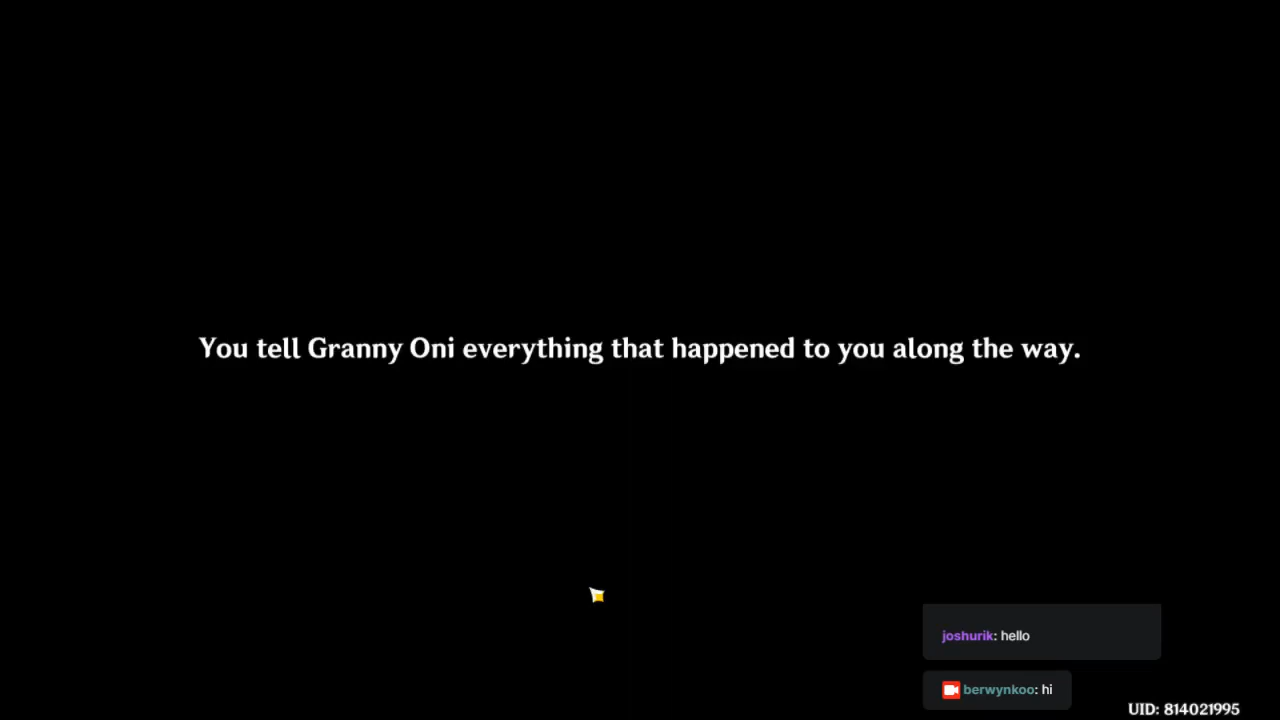 You tell Granny Oni everything that happened to you along the way.
joshurik: hello
berwynkoo: hi
UID: 814021995